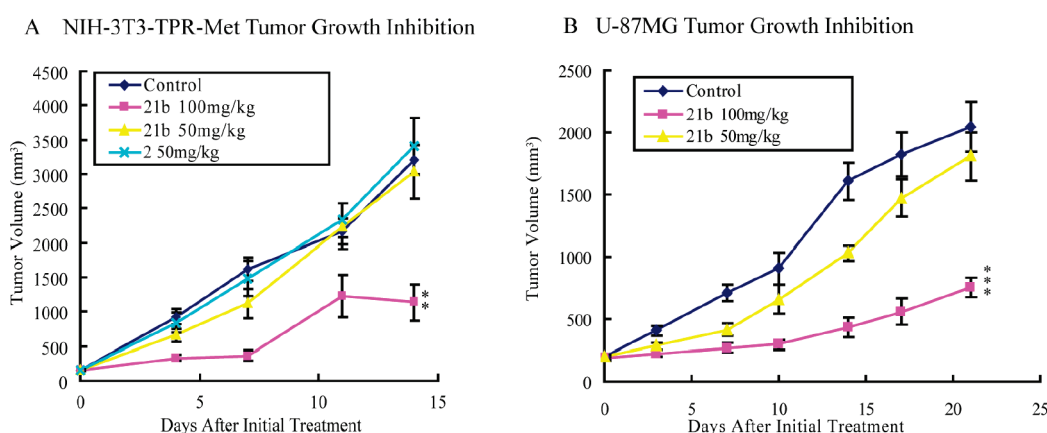 A NIH-3T3-TPR-Met Tumor Growth Inhibition
4500
4000
3500
3000
2500
2000
1500
1000
500
0
Tumor Volume (mm³)
Control
21b 100mg/kg
21b 50mg/kg
2 50mg/kg
**
0 5 10 15
Days After Initial Treatment
B U-87MG Tumor Growth Inhibition
2500
2000
1500
1000
500
0
Tumor Volume (mm³)
Control
21b 100mg/kg
21b 50mg/kg
***
0 5 10 15 20 25
Days After Initial Treatment